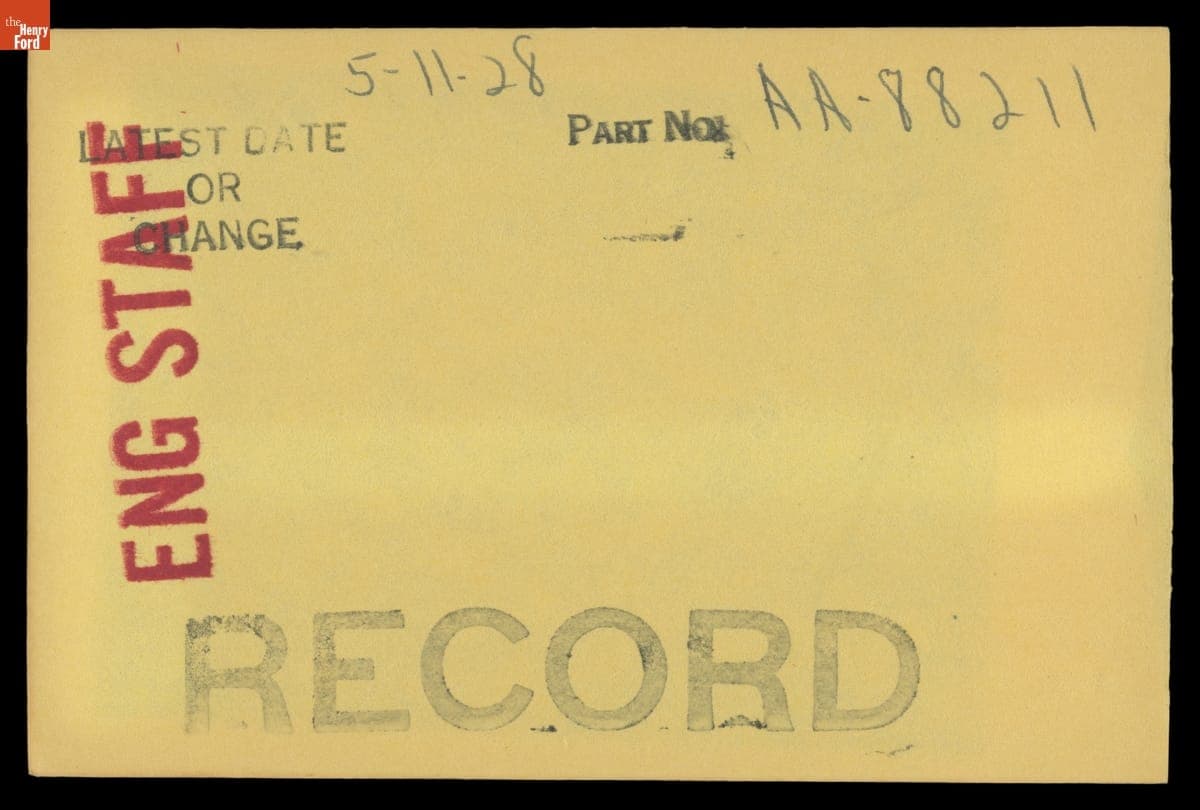 the
Henry
Ford
5-11-28
LATEST DATE
OR
CHANGE
PART NO.
AA-88211
ENG STAFF
RECORD